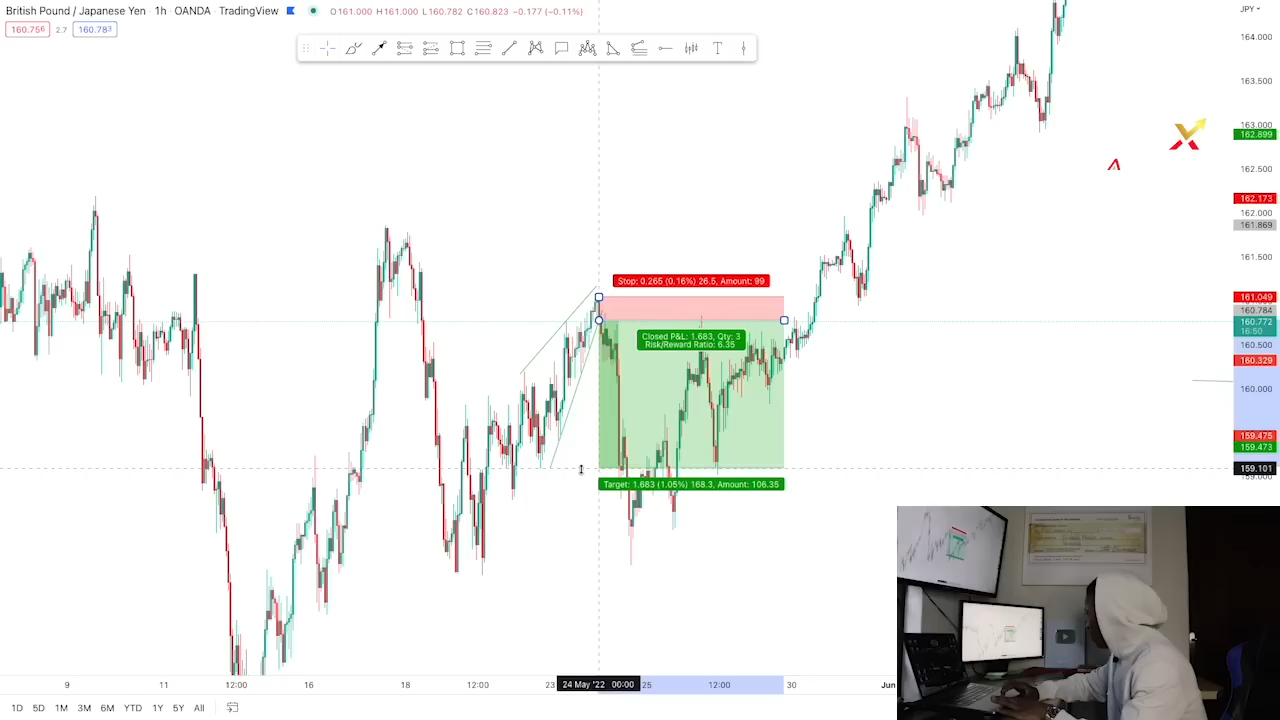 British Pound / Japanese Yen · 1h · OANDA · TradingView O161.000 H161.000 L160.782 C160.823 -0.177 (-0.11%)
JPY
160.756 2.7 160.783
164.000
163.500
163.000
162.899
162.500
162.173
162.000
161.869
161.500
Stop: 0.265 (0.16%) 26.5, Amount: 99
161.049
160.784
160.772
16:50
Closed P&L: 1.683, Qty: 3
Risk/Reward Ratio: 6.35
160.500
160.329
160.000
159.475
159.473
159.101
159.000
Target: 1.683 (1.05%) 168.3, Amount: 106.35
9 11 12:00 16 18 12:00 23 24 May '22 00:00 25 12:00 30 Jun
1D 5D 1M 3M 6M YTD 1Y 5Y All